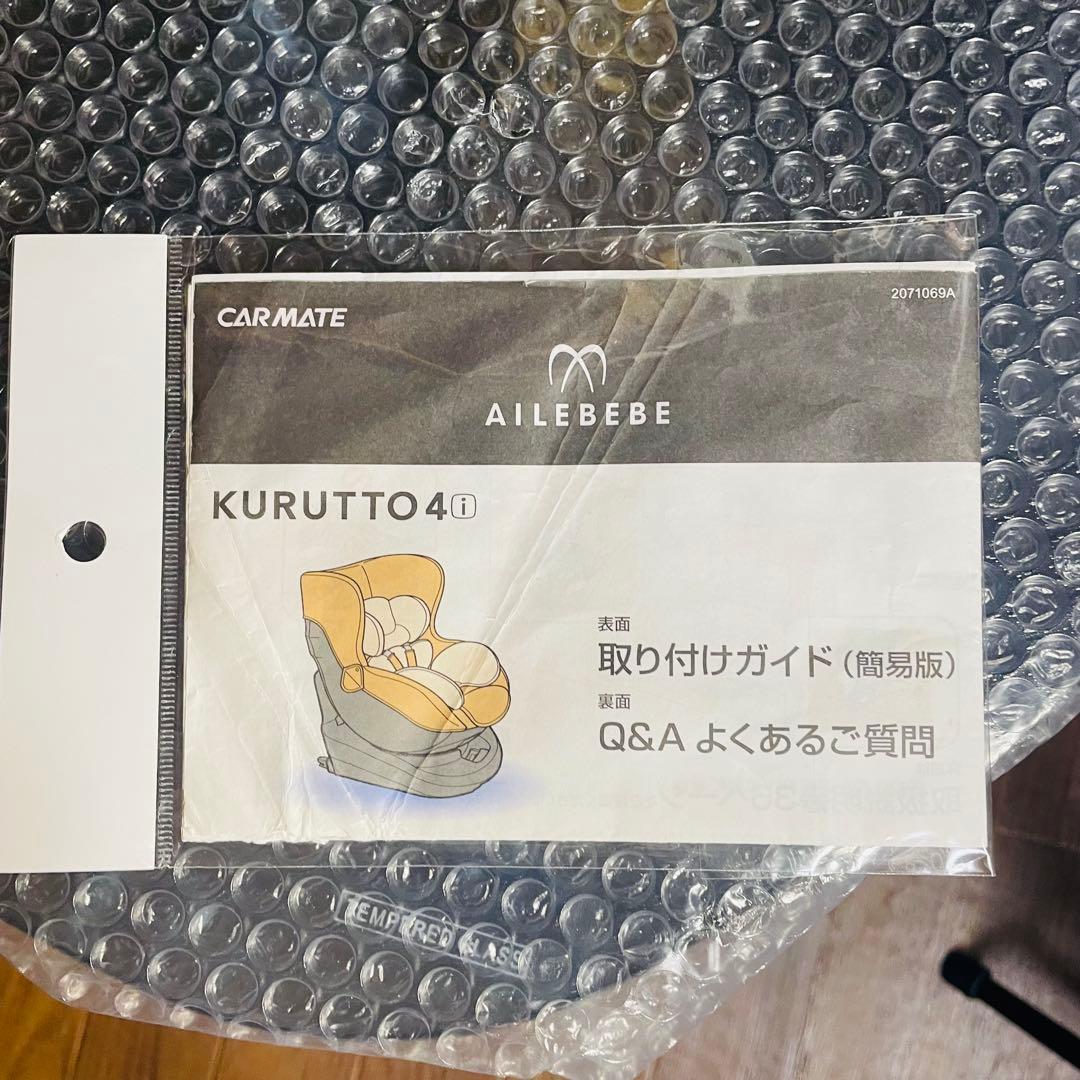 CARMATE
2071069A
AILEBEBE
KURUTTO4i
表面
取り付けガイド（簡易版）
裏面
Q&A よくあるご質問
TEMPERED GLASS